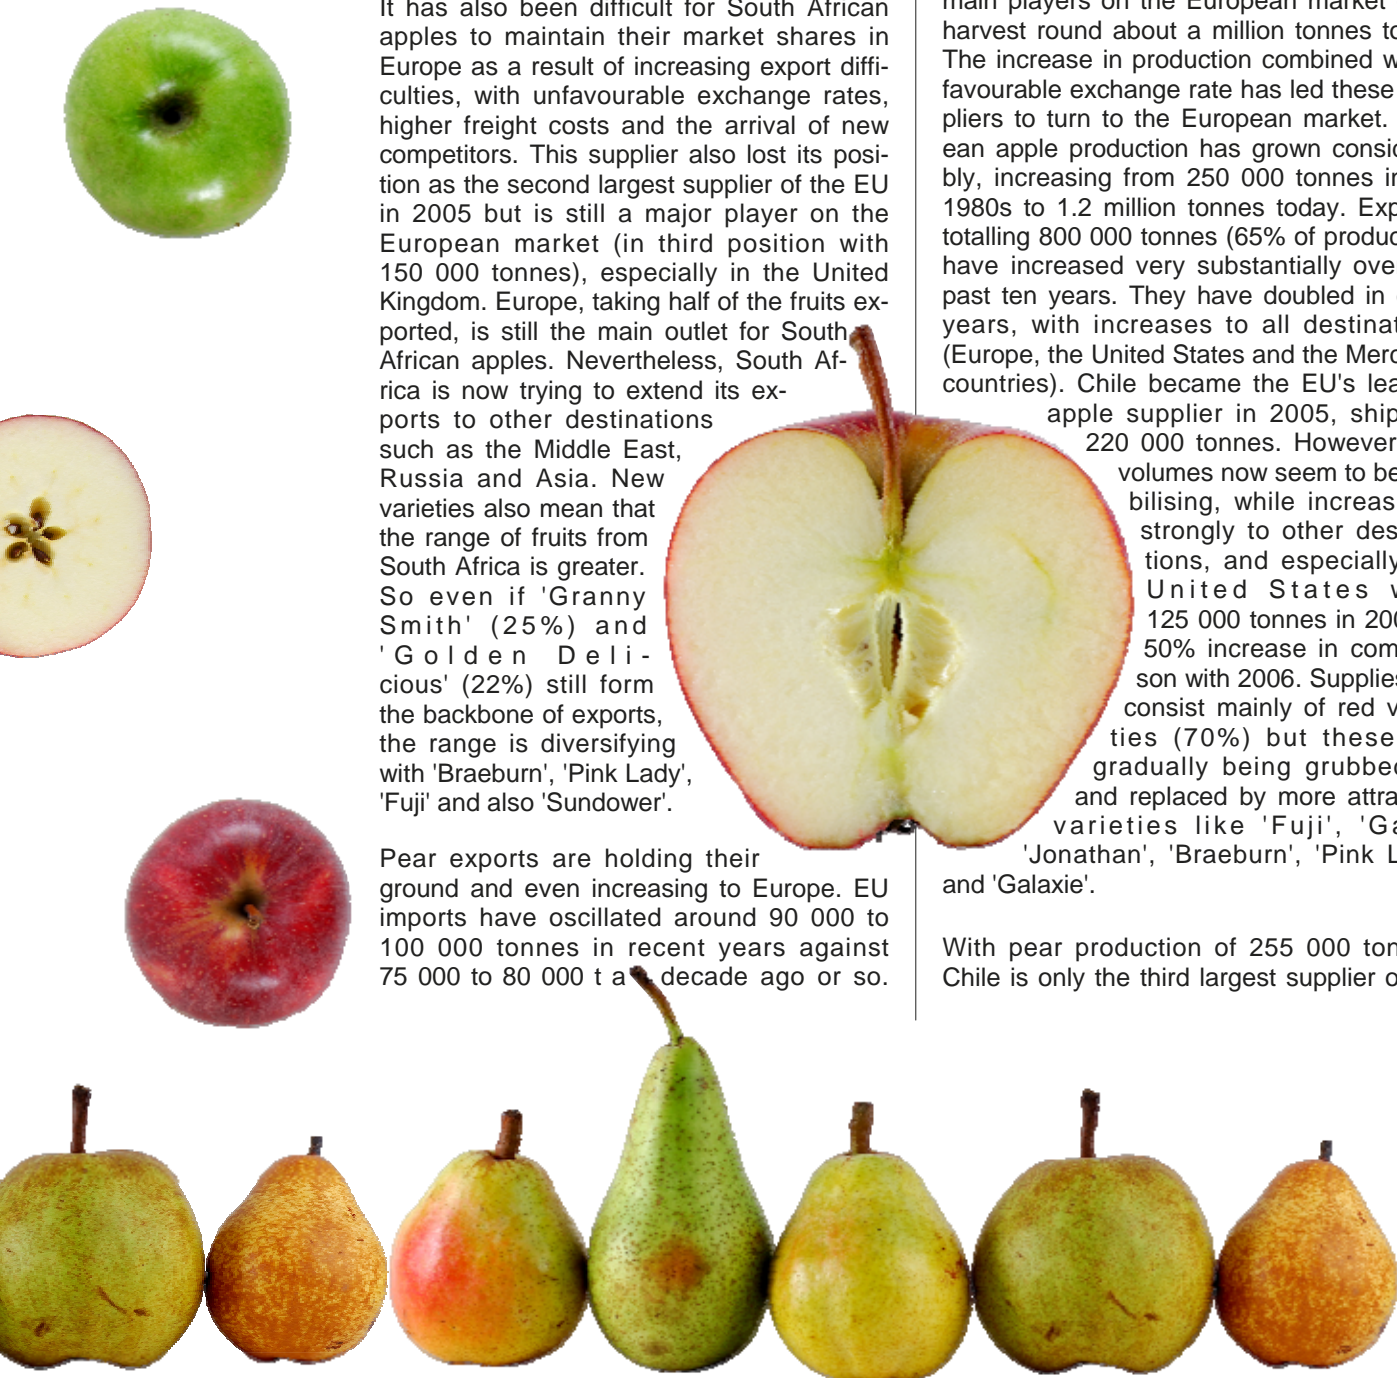 It has also been difficult for South African
apples to maintain their market shares in
Europe as a result of increasing export diffi-
culties, with unfavourable exchange rates,
higher freight costs and the arrival of new
competitors. This supplier also lost its posi-
tion as the second largest supplier of the EU
in 2005 but is still a major player on the
European market (in third position with
150 000 tonnes), especially in the United
Kingdom. Europe, taking half of the fruits ex-
ported, is still the main outlet for South
African apples. Nevertheless, South Af-
rica is now trying to extend its ex-
ports to other destinations
such as the Middle East,
Russia and Asia. New
varieties also mean that
the range of fruits from
South Africa is greater.
So even if 'Granny
Smith' (25%) and
'Golden Deli-
cious' (22%) still form
the backbone of exports,
the range is diversifying
with 'Braeburn', 'Pink Lady',
'Fuji' and also 'Sundower'.
Pear exports are holding their
ground and even increasing to Europe. EU
imports have oscillated around 90 000 to
100 000 tonnes in recent years against
75 000 to 80 000 t a decade ago or so.
main players on the European market
harvest round about a million tonnes
The increase in production combined
favourable exchange rate has led these
pliers to turn to the European market.
ean apple production has grown
bly, increasing from 250 000 tonnes
1980s to 1.2 million tonnes today.
totalling 800 000 tonnes (65% of
have increased very substantially
past ten years. They have doubled in
years, with increases to all
(Europe, the United States and the
countries). Chile became the EU's
apple supplier in 2005,
220 000 tonnes. However
volumes now seem to be
bilising, while
strongly to other
tions, and especially
United States
125 000 tonnes in
50% increase in
son with 2006. Supplies
consist mainly of red
ties (70%) but these
gradually being
and replaced by more
varieties like 'Fuji',
'Jonathan', 'Braeburn', 'Pink
and 'Galaxie'.
With pear production of 255 000
Chile is only the third largest supplier